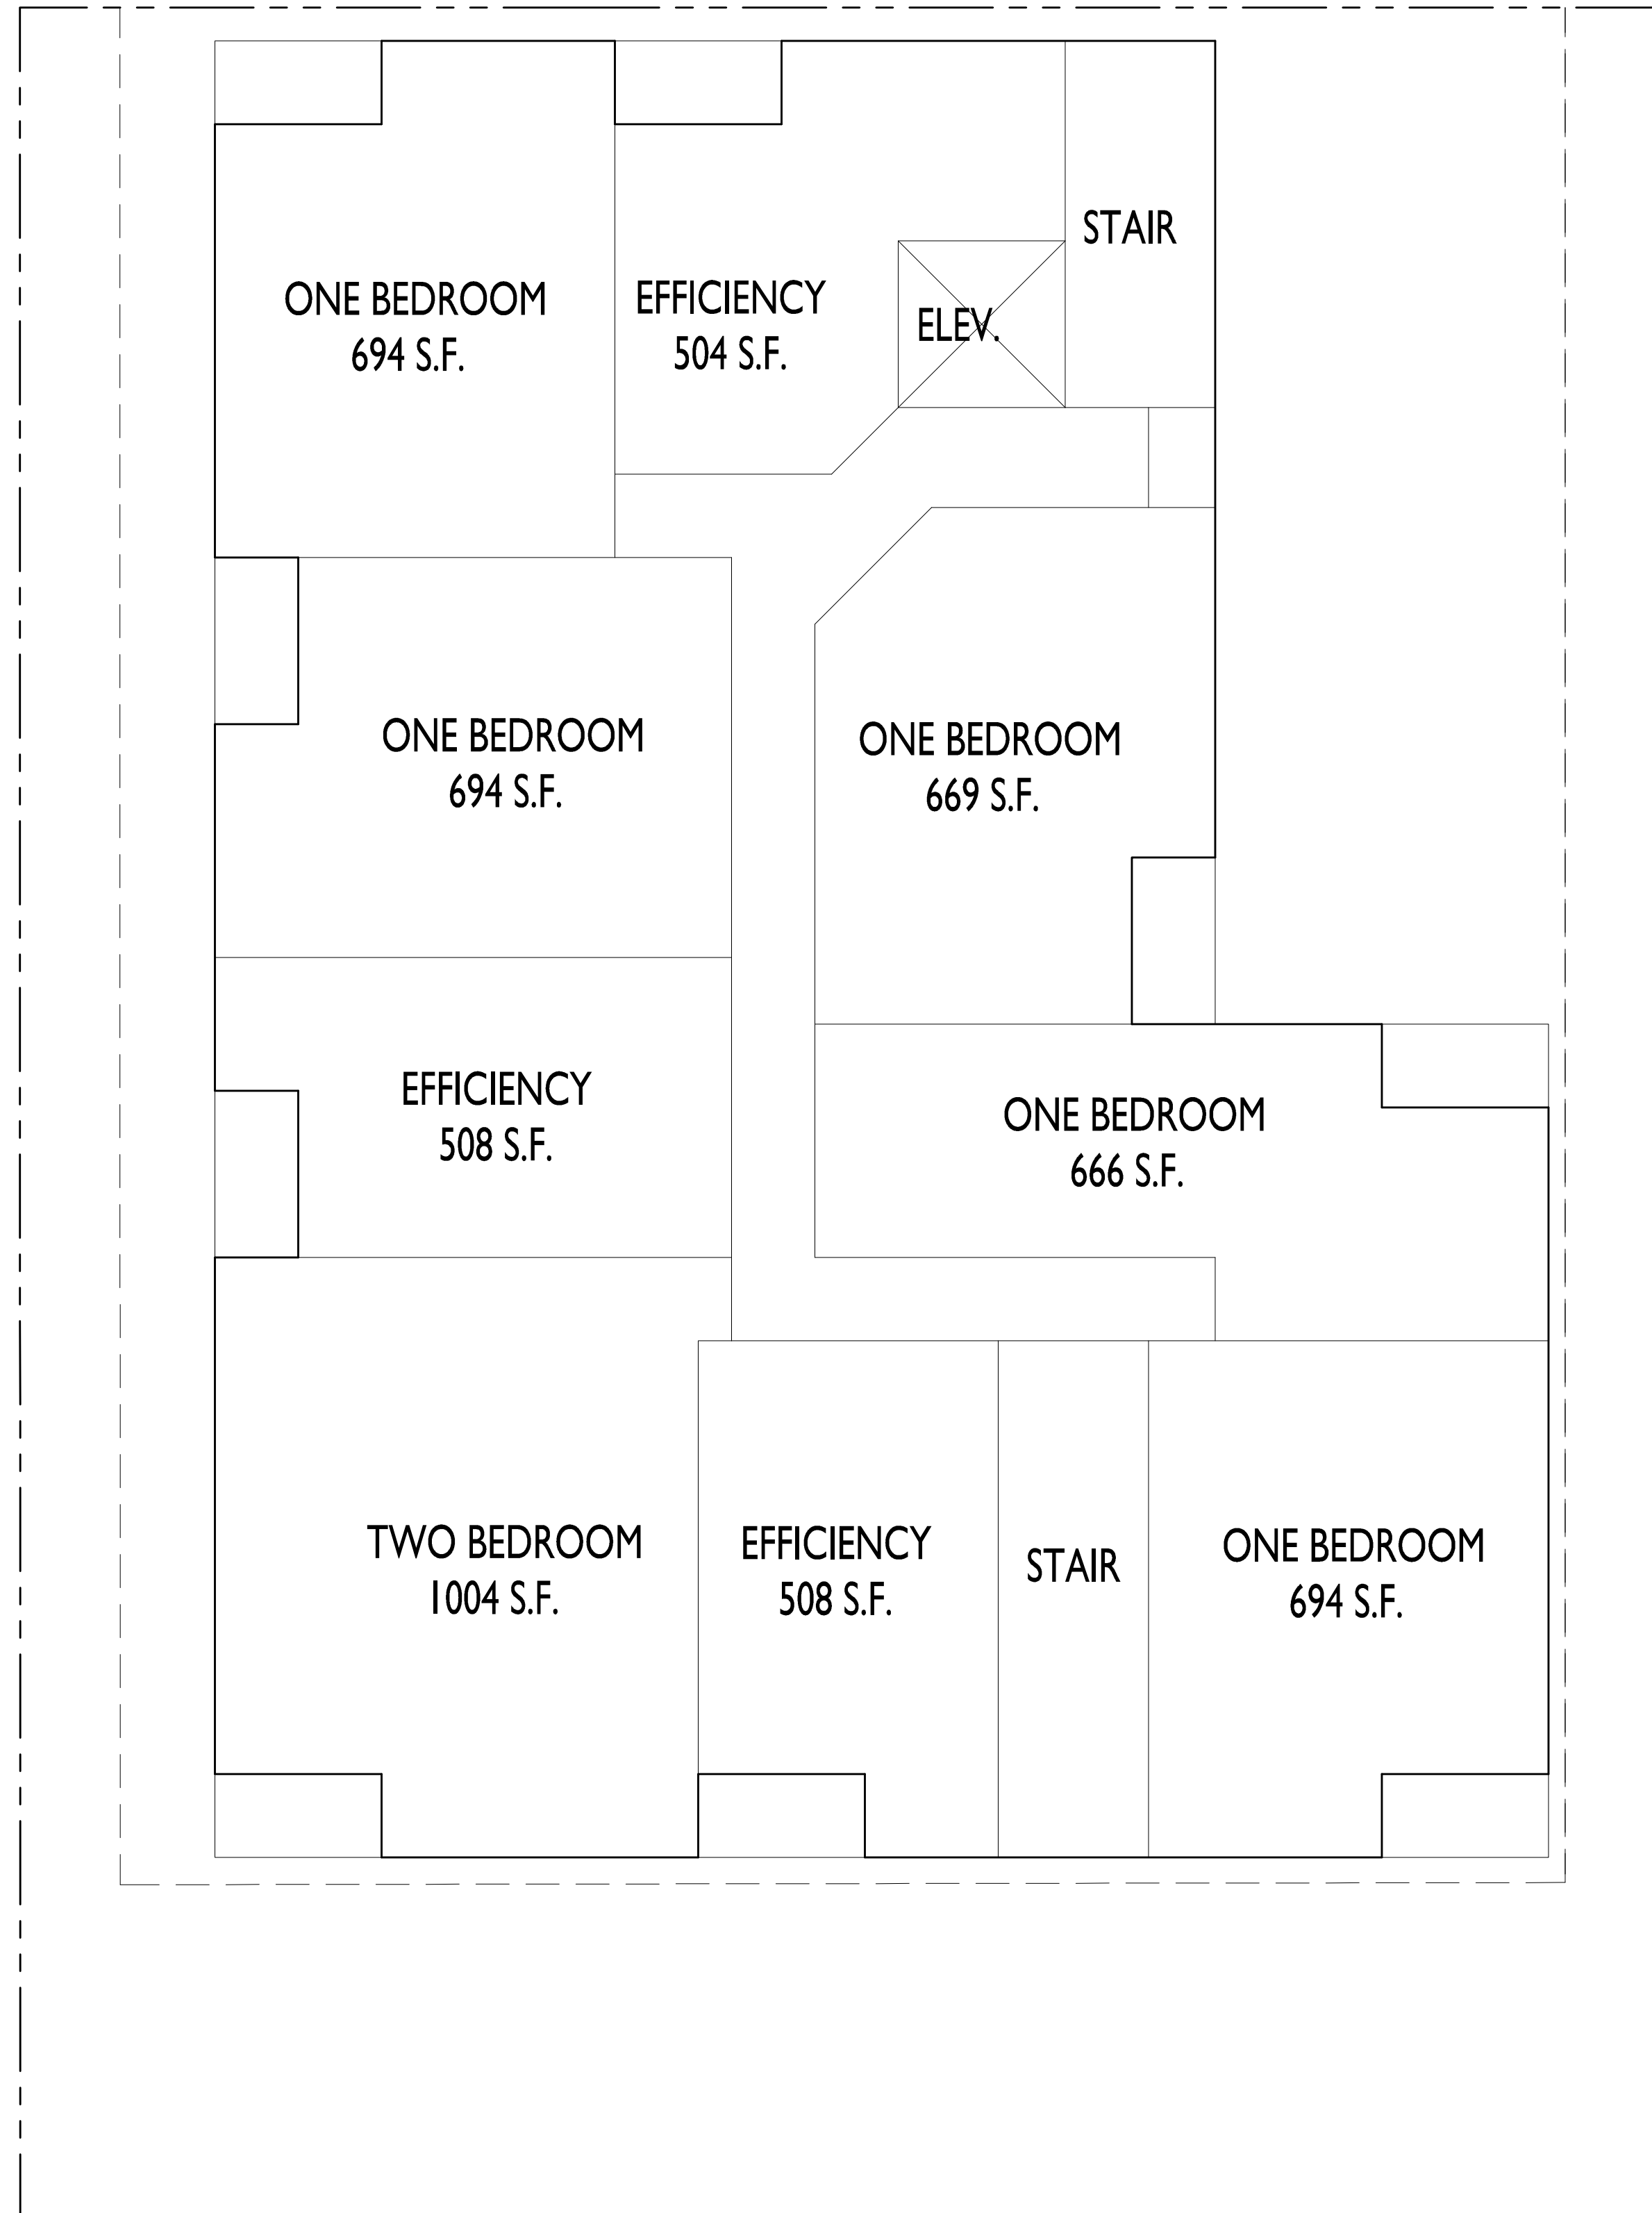 STAIR
ONE BEDROOM
694 S.F.
EFFICIENCY
504 S.F.
ELEV.
ONE BEDROOM
694 S.F.
ONE BEDROOM
669 S.F.
EFFICIENCY
508 S.F.
ONE BEDROOM
666 S.F.
TWO BEDROOM
1004 S.F.
EFFICIENCY
508 S.F.
STAIR
ONE BEDROOM
694 S.F.